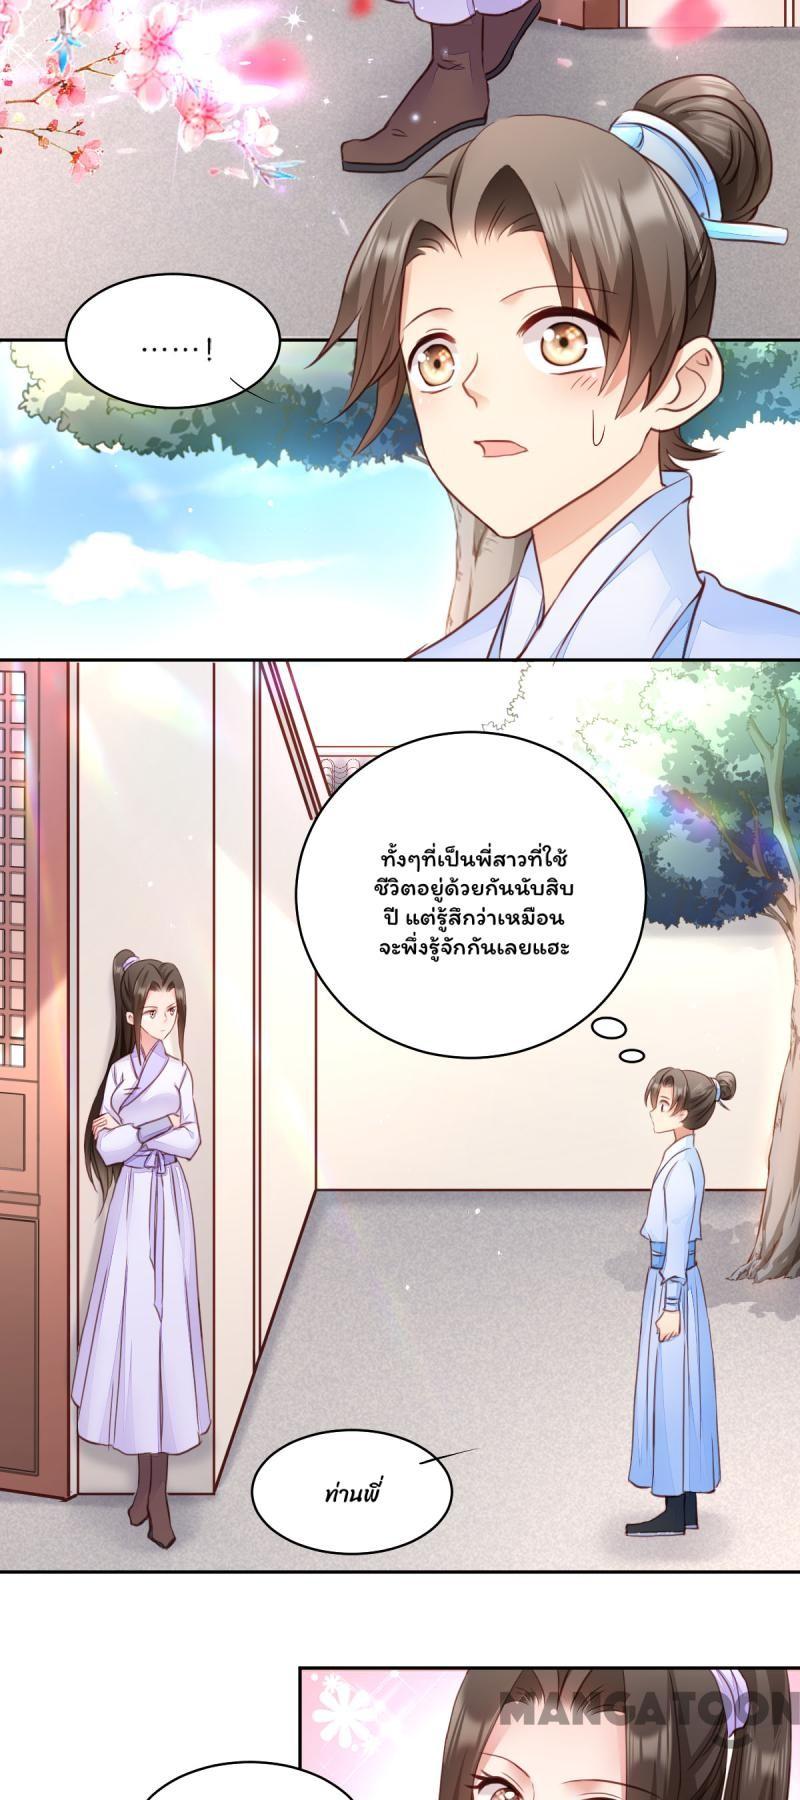 ……!
ทั้งๆที่เป็นพี่สาวที่ใช้
ชีวิตอยู่ด้วยกันนับสิบ
ปี แต่รู้สึกว่าเหมือน
จะพึ่งรู้จักกันเลยแฮะ
ท่านพี่
MANGATOON